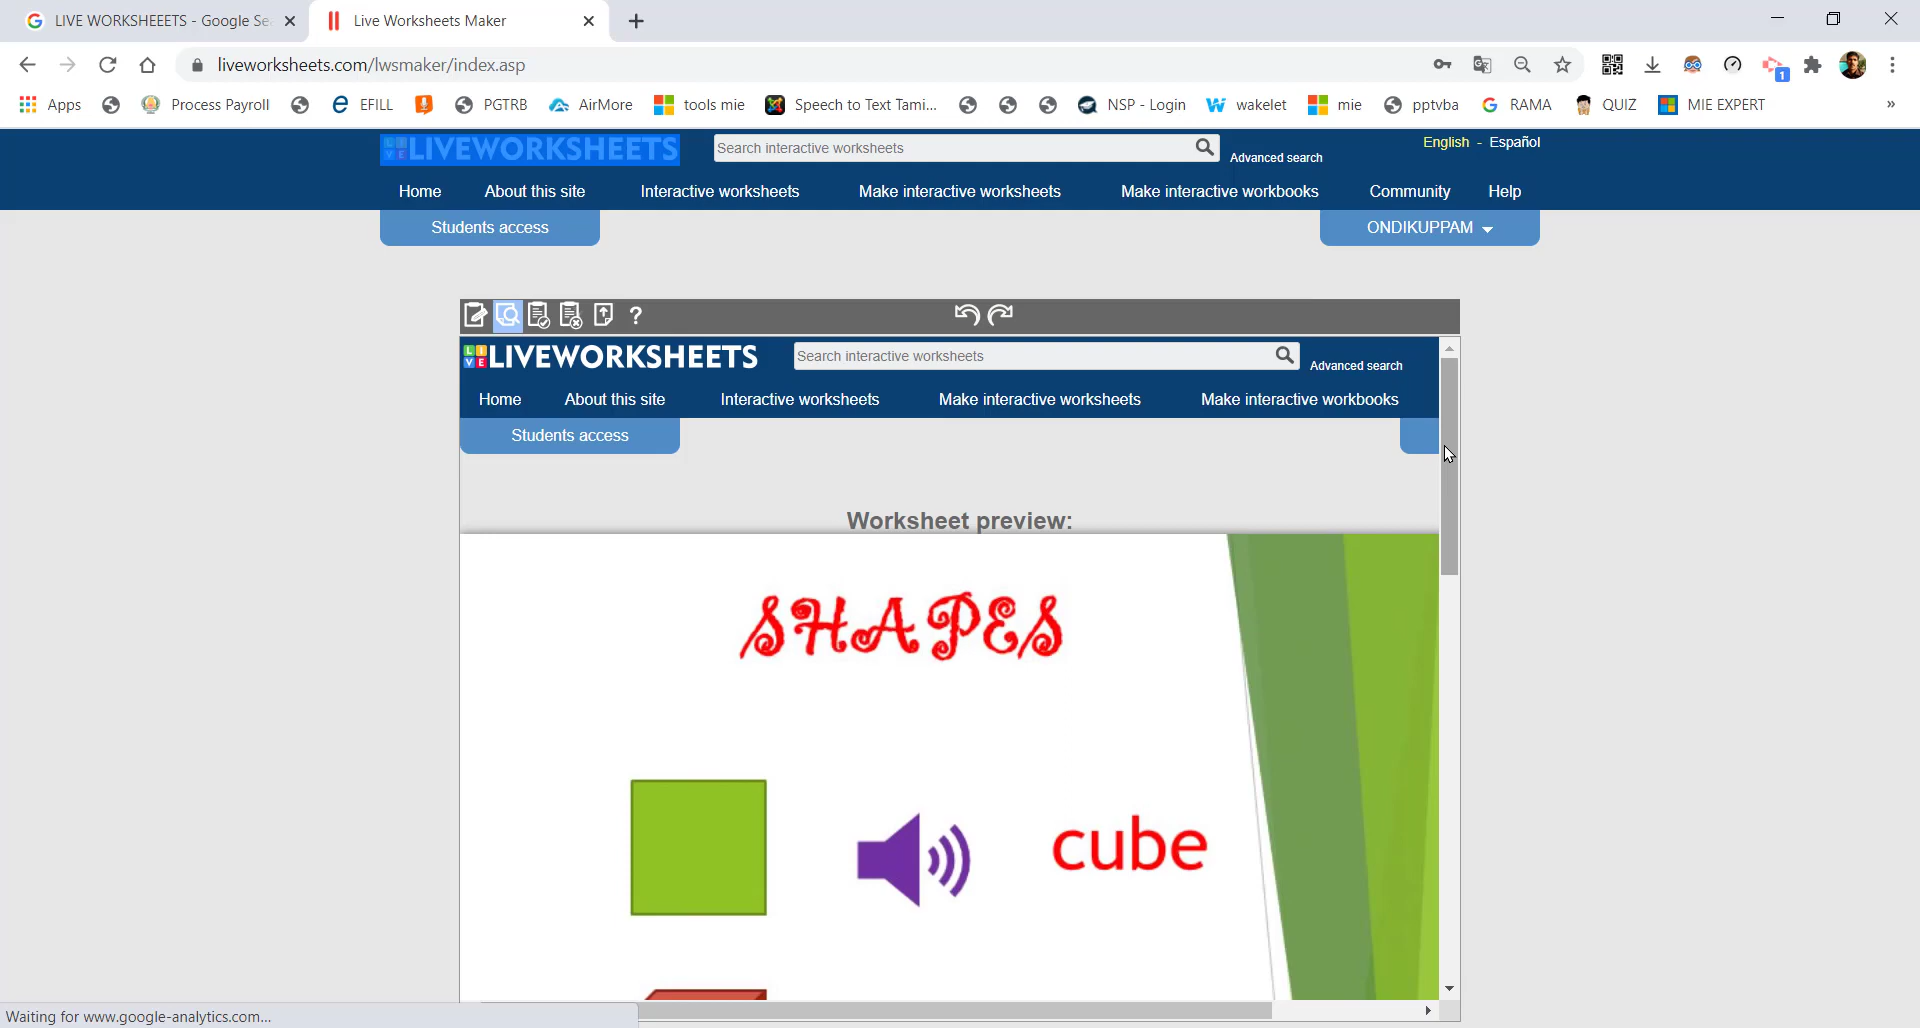 LIVE WORKSHEEETS - Google Se
Live Worksheets Maker
liveworksheets.com/lwsmaker/index.asp
1
Apps Process Payroll EFILL PGTRB AirMore tools mie Speech to Text Tami... NSP - Login wakelet mie pptvba RAMA QUIZ MIE EXPERT »
LIVE LIVEWORKSHEETS
Search interactive worksheets
Advanced search
English - Español
Home About this site Interactive worksheets Make interactive worksheets Make interactive workbooks Community Help
Students access
ONDIKUPPAM
?
LIVE LIVEWORKSHEETS
Search interactive worksheets
Advanced search
Home About this site Interactive worksheets Make interactive worksheets Make interactive workbooks
Students access
Worksheet preview:
SHAPES
cube
Waiting for www.google-analytics.com...